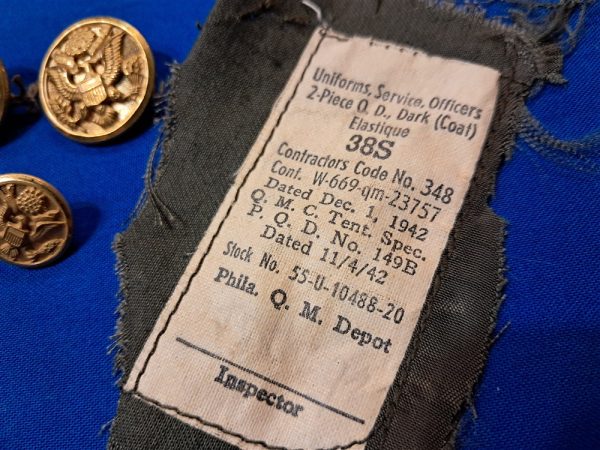 Uniforms, Service, Officers
2-Piece O. D., Dark (Coat)
Elastique
38S
Contractors Code No. 348
Cont. W-669-qm-23757
Dated Dec. 1, 1942
Q. M. C. Tent. Spec.
P. Q. D. No. 149B
Dated 11/4/42
Stock No. 55-U-10488-20
Phila. Q. M. Depot
Inspector